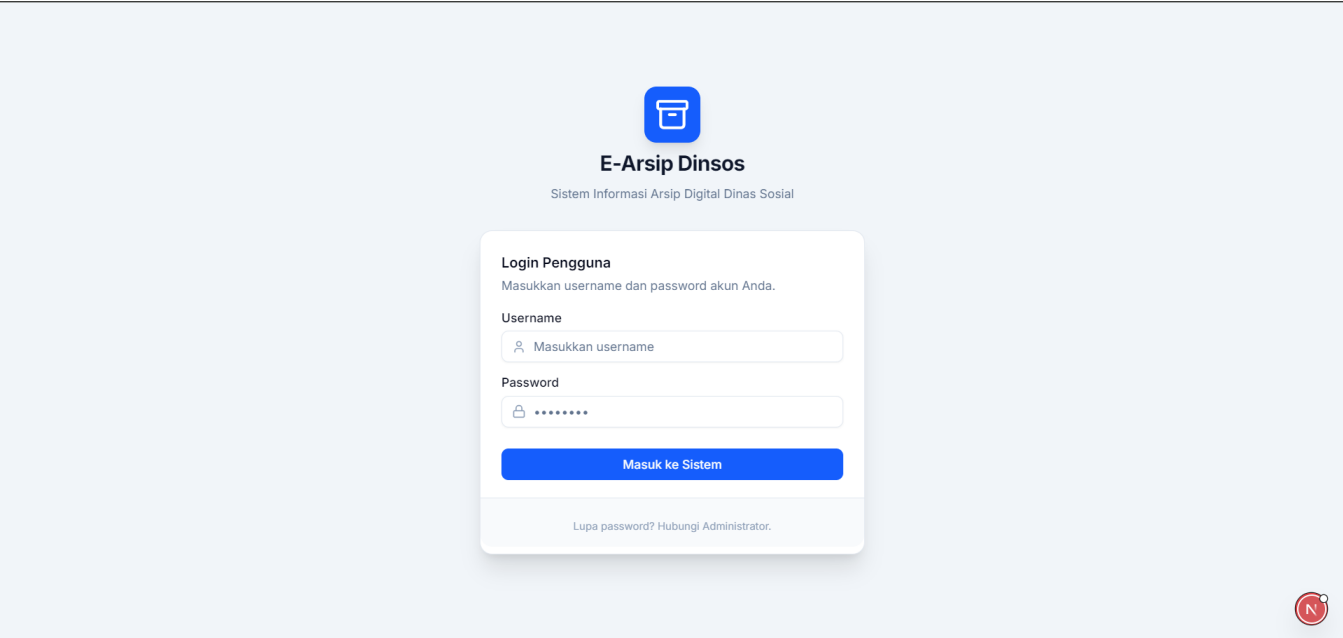 E-Arsip Dinsos
Sistem Informasi Arsip Digital Dinas Sosial
Login Pengguna
Masukkan username dan password akun Anda.
Username
Masukkan username
Password
••••••••
Masuk ke Sistem
Lupa password? Hubungi Administrator.
N